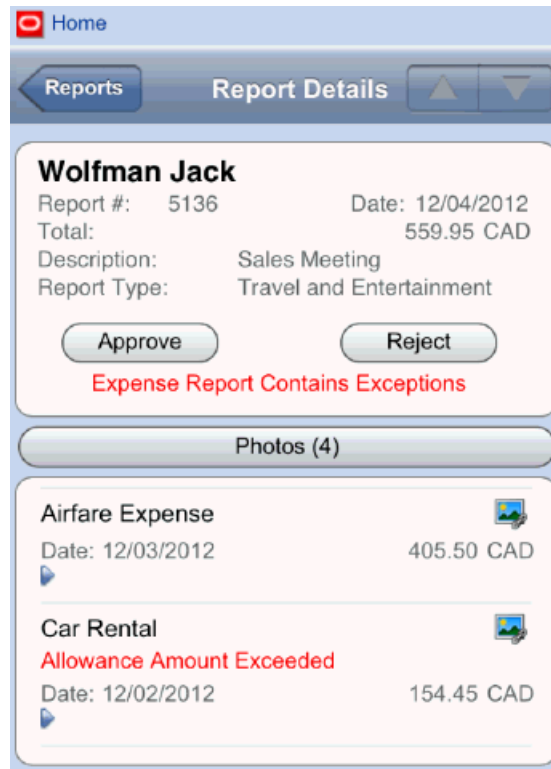 Home
Reports Report Details
Wolfman Jack
Report #: 5136 Date: 12/04/2012
Total: 559.95 CAD
Description: Sales Meeting
Report Type: Travel and Entertainment
Approve Reject
Expense Report Contains Exceptions
Photos (4)
Airfare Expense
Date: 12/03/2012 405.50 CAD
Car Rental
Allowance Amount Exceeded
Date: 12/02/2012 154.45 CAD